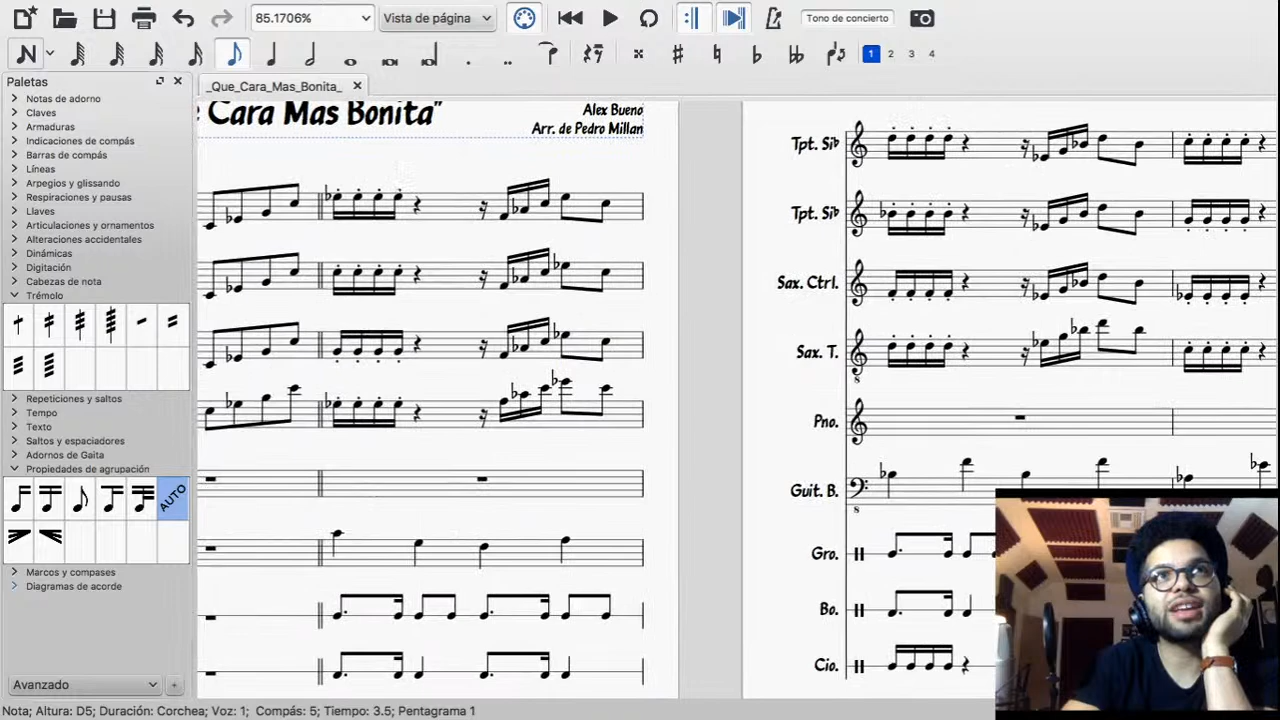 85.1706%
Vista de página
Tono de concierto
1 2 3 4
Paletas
_Que_Cara_Mas_Bonita_
Notas de adorno
Claves
Armaduras
Indicaciones de compás
Barras de compás
Líneas
Arpegios y glissando
Respiraciones y pausas
Llaves
Articulaciones y ornamentos
Alteraciones accidentales
Dinámicas
Digitación
Cabezas de nota
Trémolo
Repeticiones y saltos
Tempo
Texto
Saltos y espaciadores
Adornos de Gaita
Propiedades de agrupación
AUTO
Marcos y compases
Diagramas de acorde
Avanzado
Cara Mas Bonita"
Alex Bueno
Arr. de Pedro Millan
Tpt. Si♭
Tpt. Si♭
Sax. Ctrl.
Sax. T.
8
Pno.
Guit. B.
8
Gro.
Bo.
Cio.
Nota; Altura: D5; Duración: Corchea; Voz: 1; Compás: 5; Tiempo: 3.5; Pentagrama 1